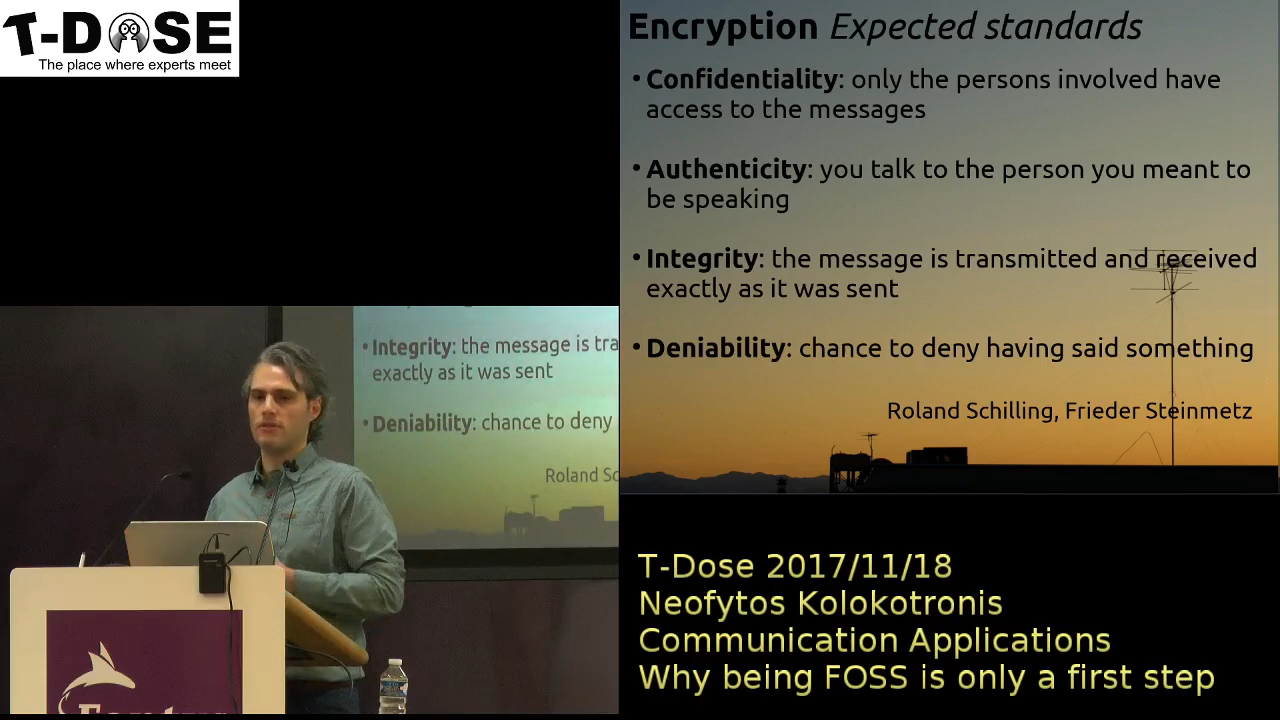 T-DOSE
The place where experts meet
Encryption Expected standards
• Confidentiality: only the persons involved have
access to the messages
• Authenticity: you talk to the person you meant to
be speaking
• Integrity: the message is transmitted and received
exactly as it was sent
• Deniability: chance to deny having said something
Roland Schilling, Frieder Steinmetz
• Integrity: the message is tra
exactly as it was sent
• Deniability: chance to deny
Roland Sc
T-Dose 2017/11/18
Neofytos Kolokotronis
Communication Applications
Why being FOSS is only a first step